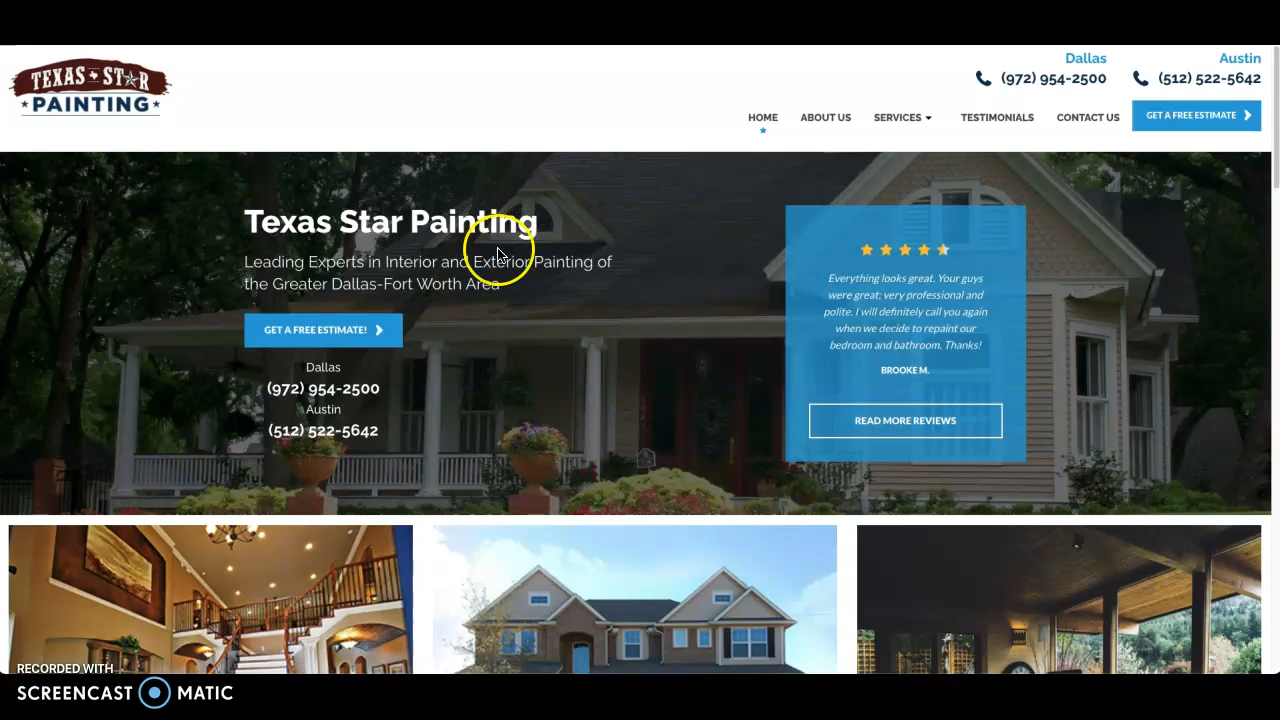 TEXAS STAR
PAINTING
Dallas
(972) 954-2500
Austin
(512) 522-5642
HOME
ABOUT US
SERVICES
TESTIMONIALS
CONTACT US
GET A FREE ESTIMATE
Texas Star Painting
Leading Experts in Interior and Exterior Painting of
the Greater Dallas-Fort Worth Area
GET A FREE ESTIMATE!
Dallas
(972) 954-2500
Austin
(512) 522-5642
Everything looks great. Your guys
were great; very professional and
polite. I will definitely call you again
when we decide to repaint our
bedroom and bathroom, Thanks!
BROOKE M.
READ MORE REVIEWS
RECORDED WITH
SCREENCAST MATIC